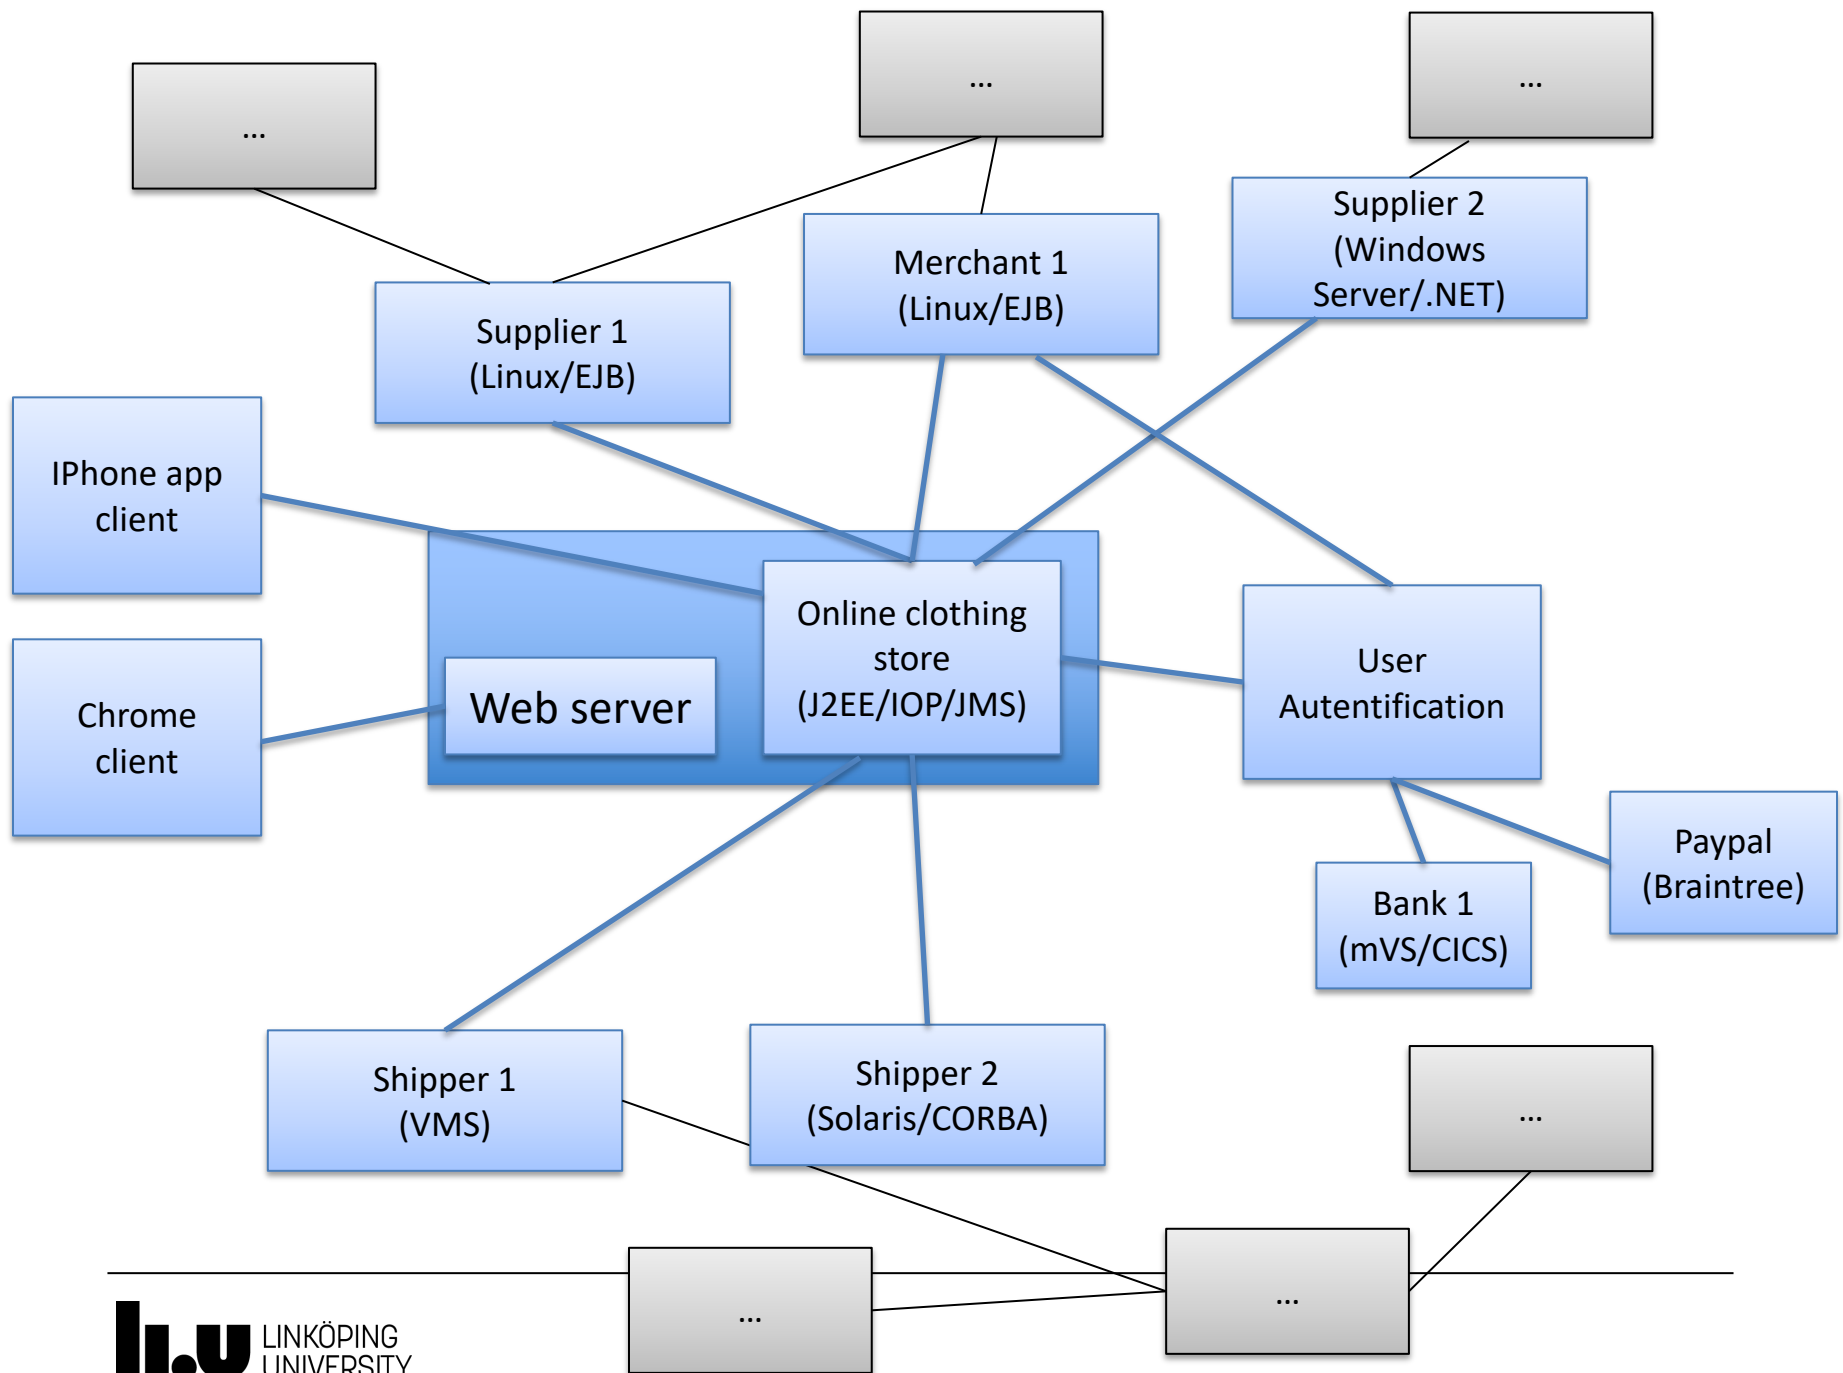 ...
...
...
Supplier 2
(Windows
Server/.NET)
Merchant 1
(Linux/EJB)
Supplier 1
(Linux/EJB)
IPhone app
client
Online clothing
store
(J2EE/IOP/JMS)
User
Autentification
Web server
Chrome
client
Paypal
(Braintree)
Bank 1
(mVS/CICS)
Shipper 1
(VMS)
Shipper 2
(Solaris/CORBA)
...
...
...
li.u LINKÖPING
UNIVERSITY